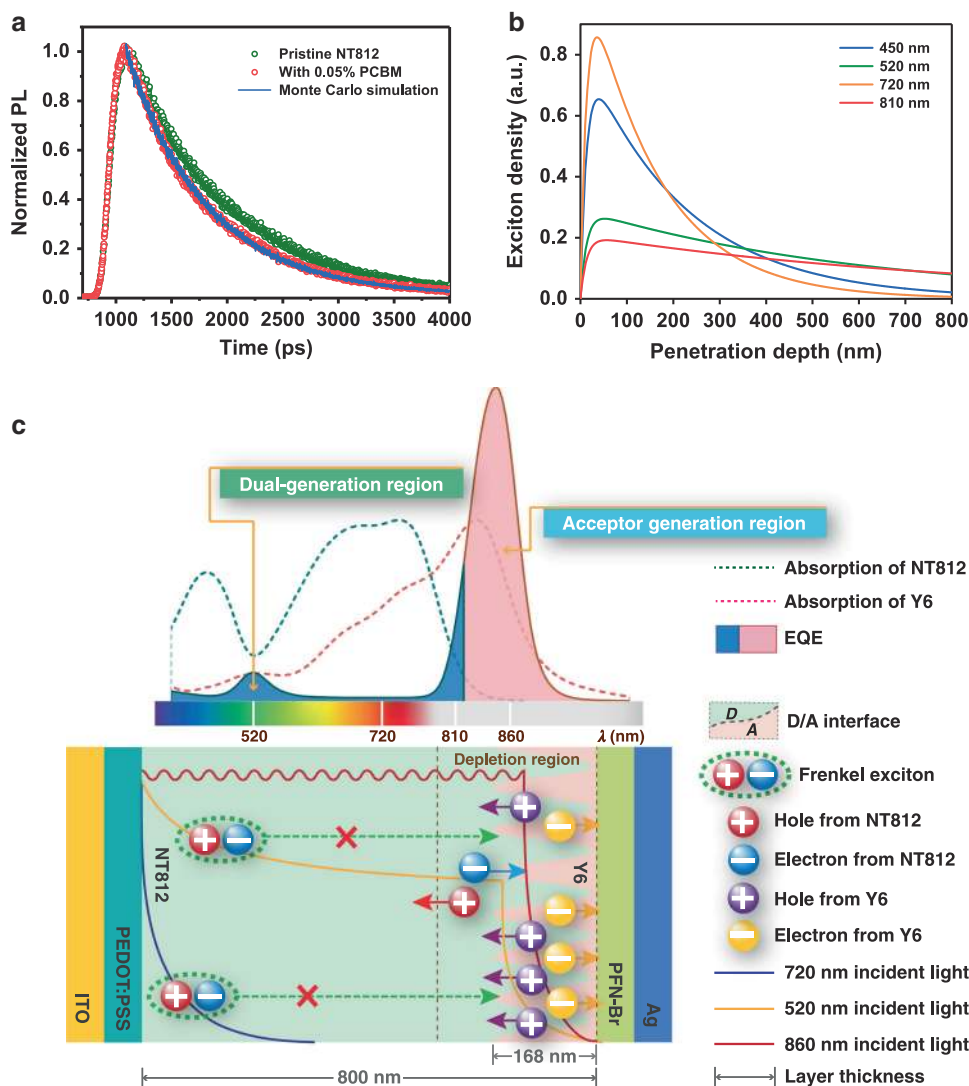 a
Normalized PL
1.0
0.8
0.6
0.4
0.2
0.0
Pristine NT812
With 0.05% PCBM
Monte Carlo simulation
1000 1500 2000 2500 3000 3500 4000
Time (ps)
b
Exciton density (a.u.)
0.8
0.6
0.4
0.2
0.0
450 nm
520 nm
720 nm
810 nm
0 100 200 300 400 500 600 700 800
Penetration depth (nm)
c
Dual-generation region
Acceptor generation region
Absorption of NT812
Absorption of Y6
EQE
520 720 810 860 λ (nm)
D
A
D/A interface
Frenkel exciton
Hole from NT812
Electron from NT812
Hole from Y6
Electron from Y6
720 nm incident light
520 nm incident light
860 nm incident light
Layer thickness
Depletion region
ITO
PEDOT:PSS
NT812
Y6
PFN-Br
Ag
168 nm
800 nm